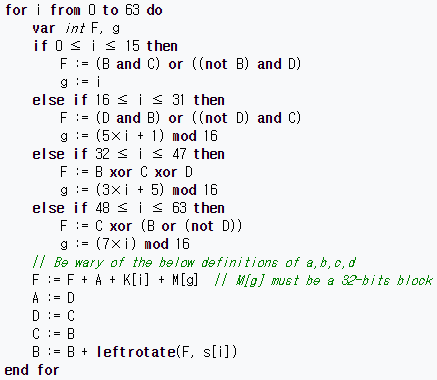 for i from 0 to 63 do
var int F, g
if 0 ≤ i ≤ 15 then
F := (B and C) or ((not B) and D)
g := i
else if 16 ≤ i ≤ 31 then
F := (D and B) or ((not D) and C)
g := (5×i + 1) mod 16
else if 32 ≤ i ≤ 47 then
F := B xor C xor D
g := (3×i + 5) mod 16
else if 48 ≤ i ≤ 63 then
F := C xor (B or (not D))
g := (7×i) mod 16
// Be wary of the below definitions of a,b,c,d
F := F + A + K[i] + M[g] // M[g] must be a 32-bits block
A := D
D := C
C := B
B := B + leftrotate(F, s[i])
end for